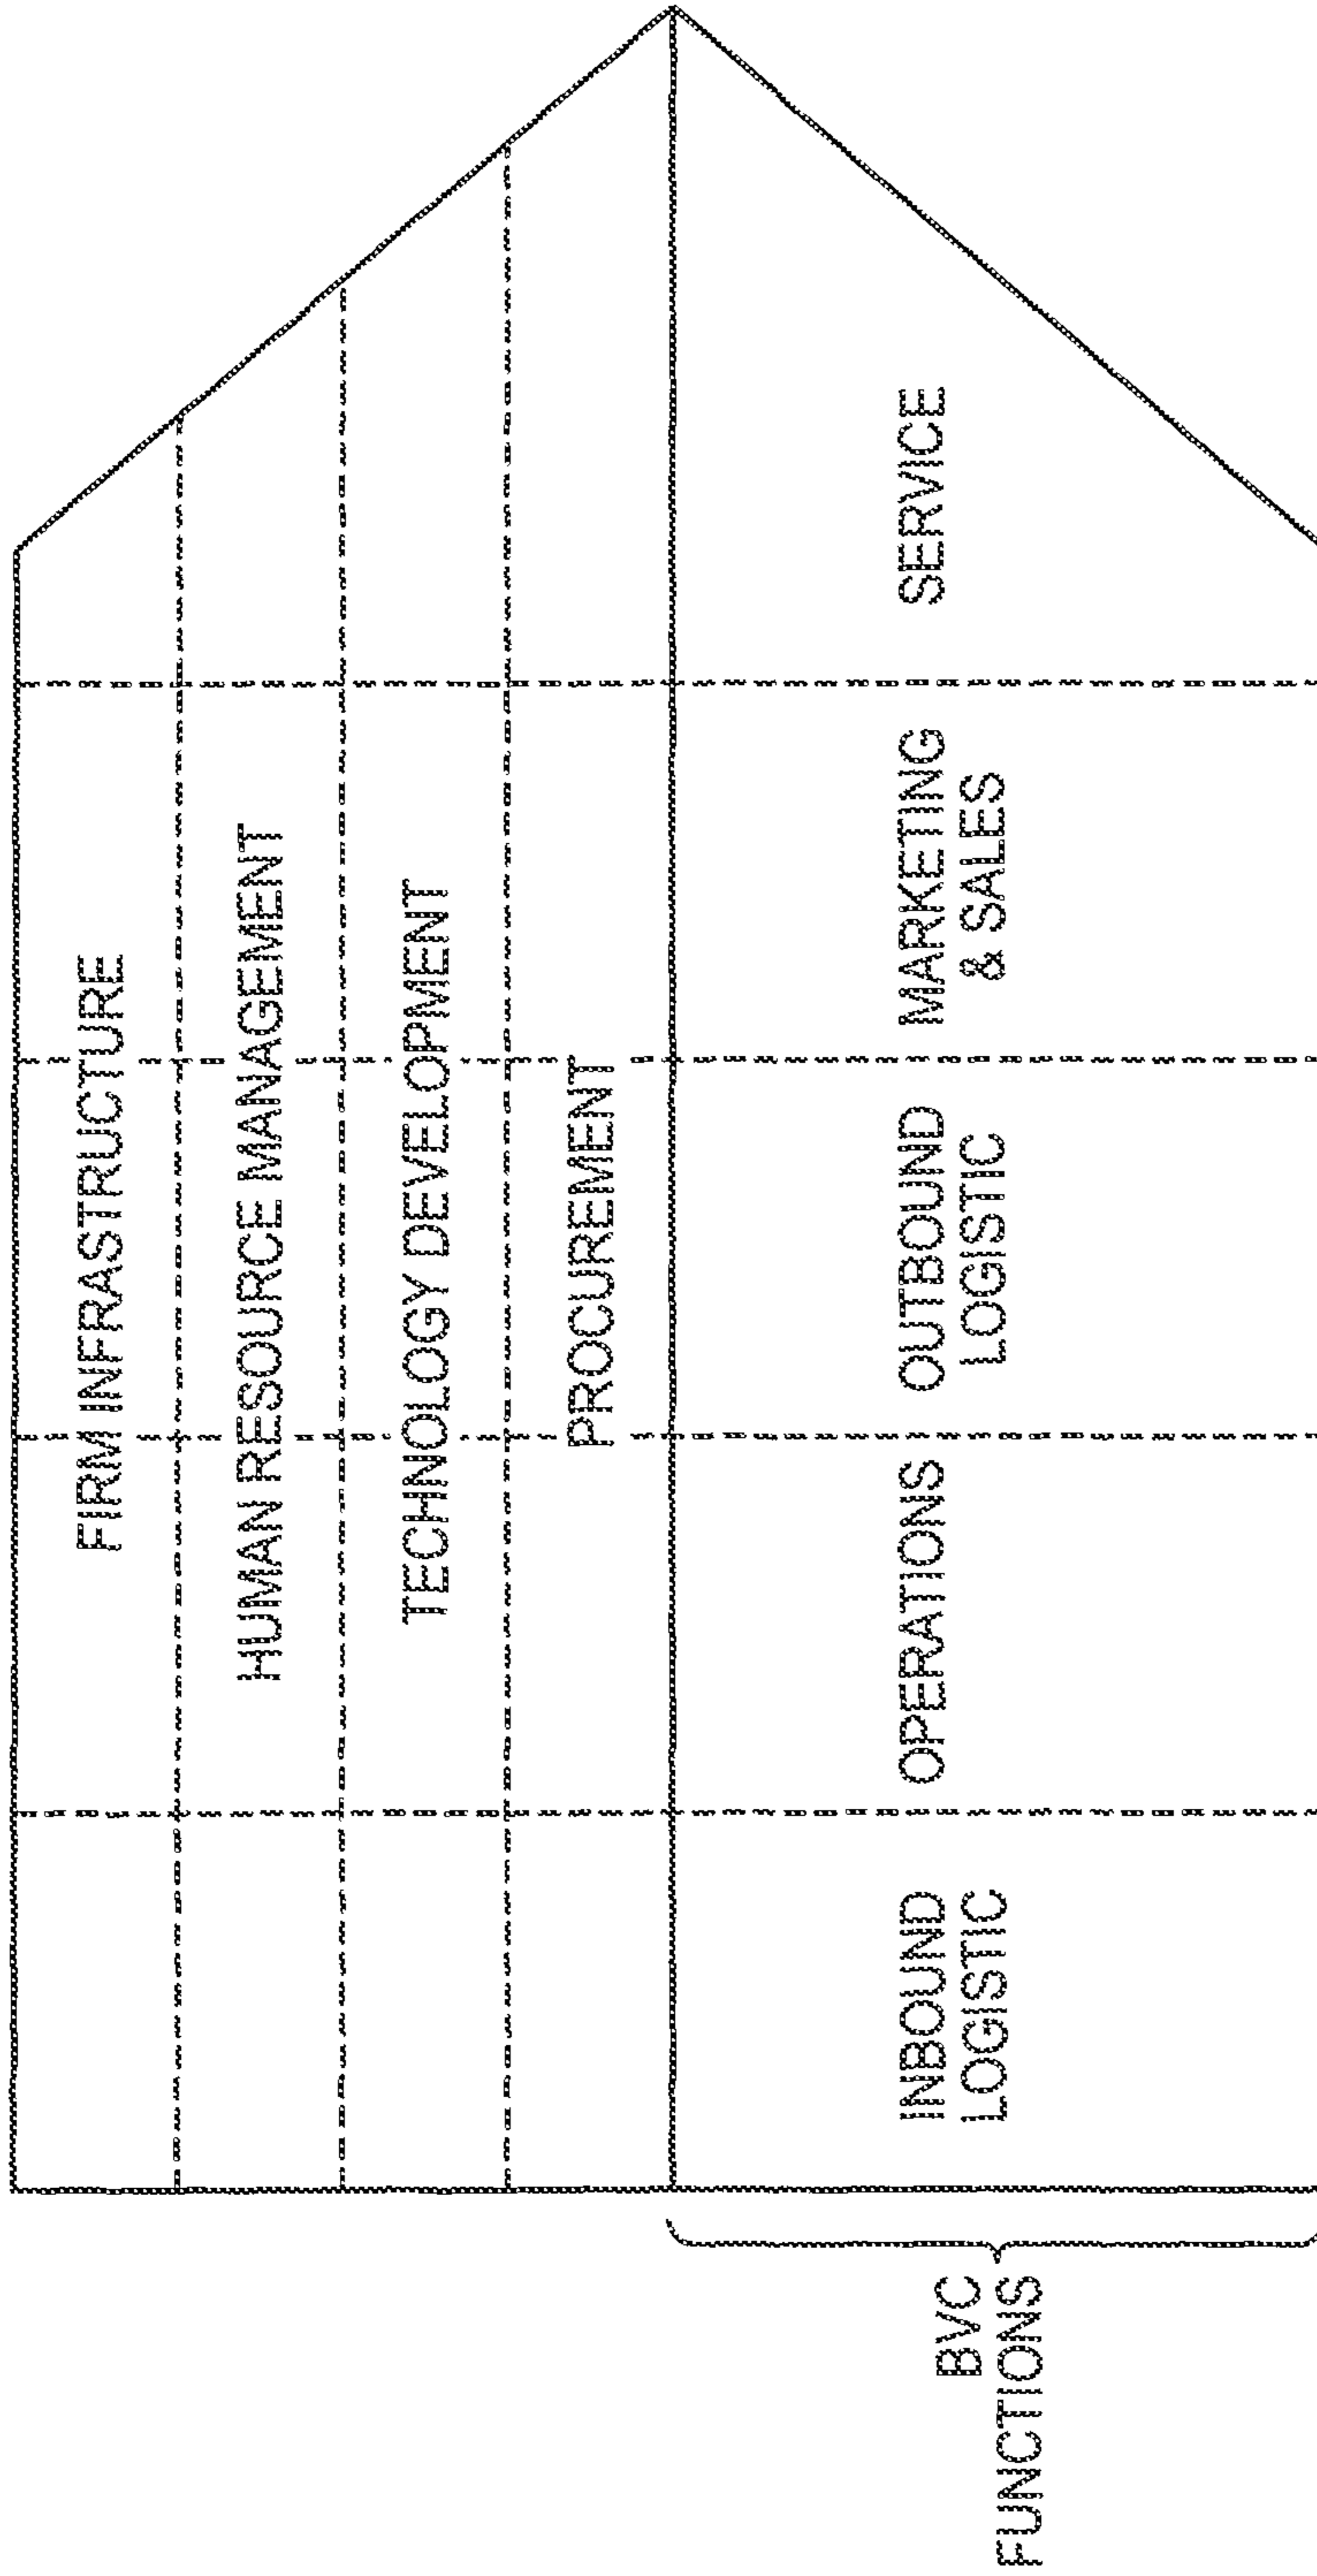 FIRM INFRASTRUCTURE
HUMAN RESOURCE MANAGEMENT
TECHNOLOGY DEVELOPMENT
PROCUREMENT
BVC
FUNCTIONS
INBOUND
LOGISTIC
OPERATIONS
OUTBOUND
LOGISTIC
MARKETING
& SALES
SERVICE